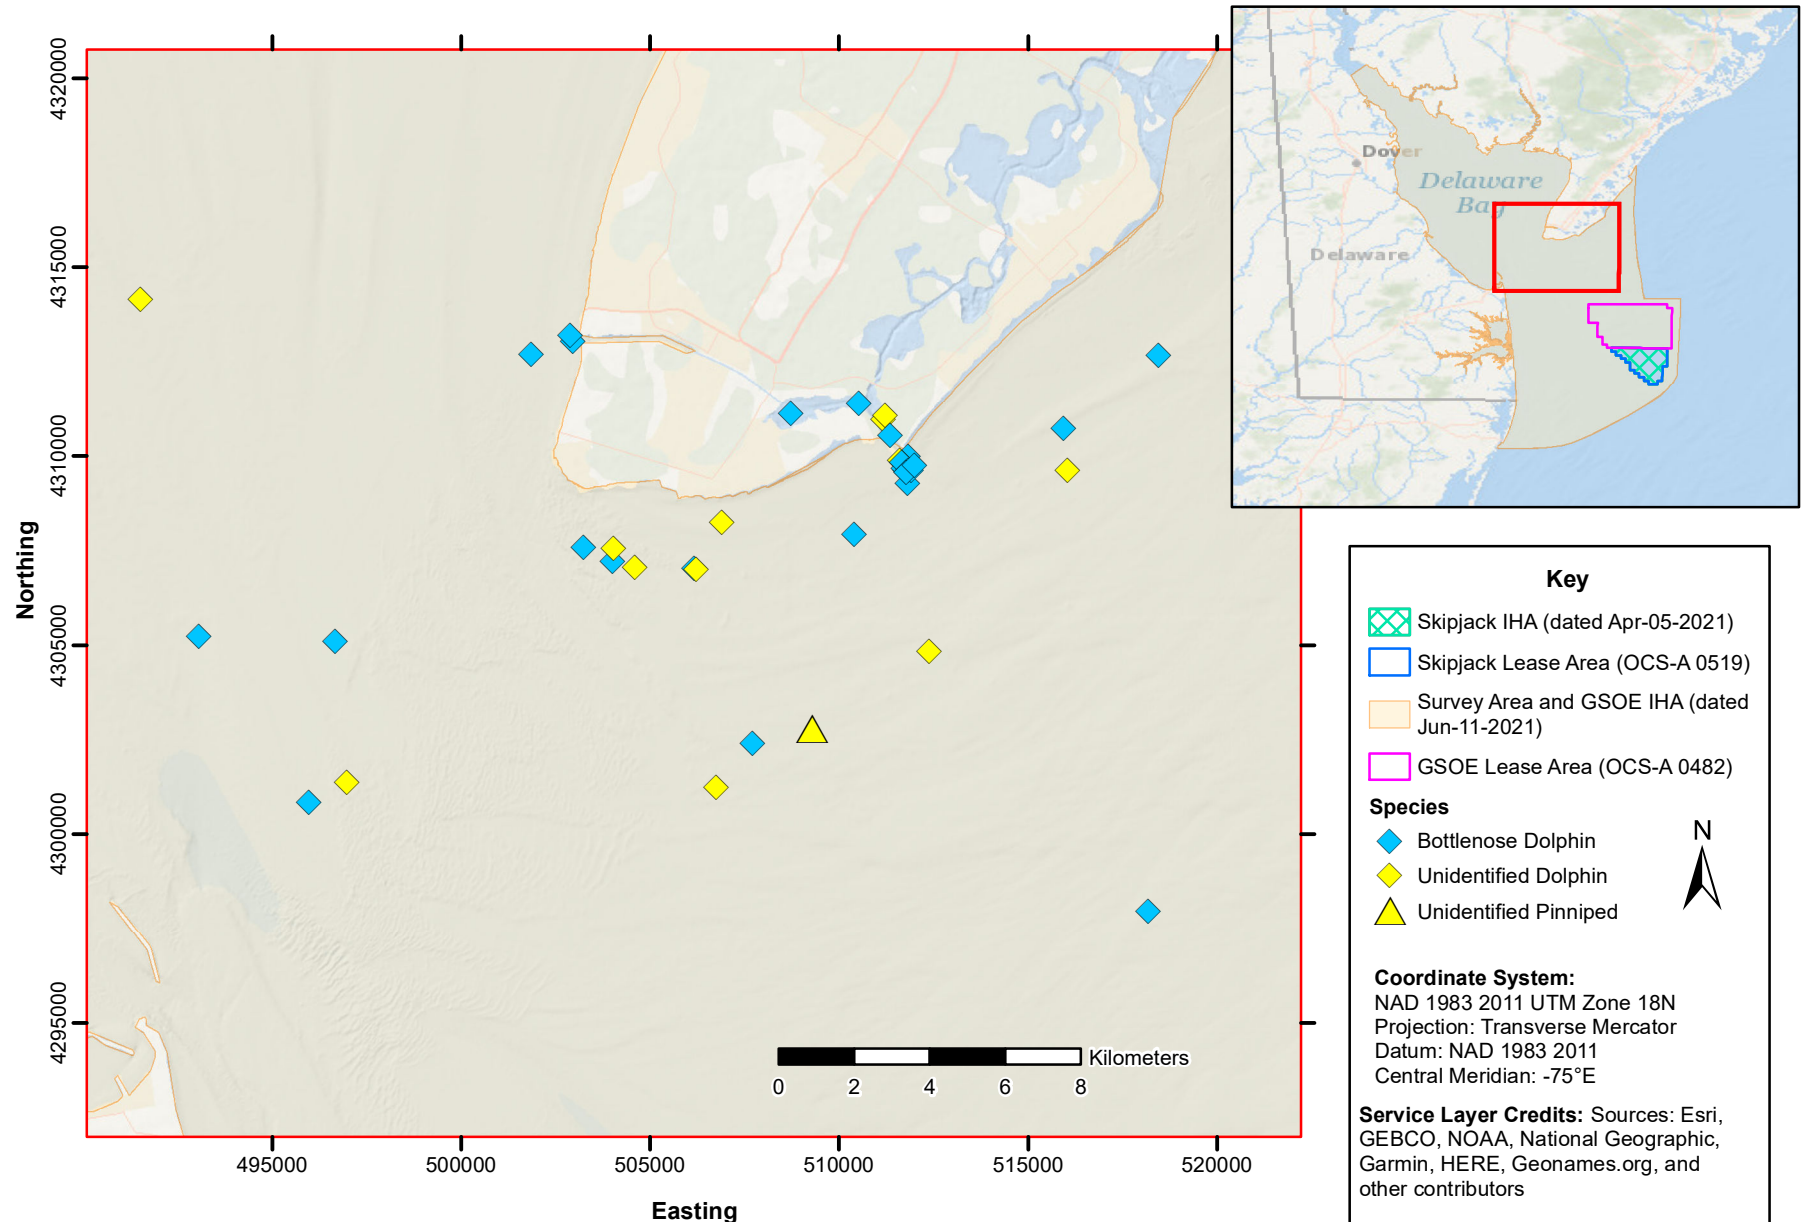 4320000
4315000
4310000
4305000
4300000
4295000
Northing
495000
500000
505000
510000
515000
520000
Easting
Kilometers
0 2 4 6 8
Dover
Delaware
Bay
Delaware
Key
Skipjack IHA (dated Apr-05-2021)
Skipjack Lease Area (OCS-A 0519)
Survey Area and GSOE IHA (dated
Jun-11-2021)
GSOE Lease Area (OCS-A 0482)
Species
Bottlenose Dolphin
Unidentified Dolphin
Unidentified Pinniped
N
Coordinate System:
NAD 1983 2011 UTM Zone 18N
Projection: Transverse Mercator
Datum: NAD 1983 2011
Central Meridian: -75°E
Service Layer Credits: Sources: Esri,
GEBCO, NOAA, National Geographic,
Garmin, HERE, Geonames.org, and
other contributors